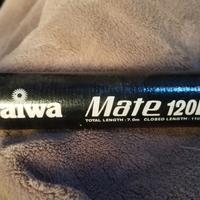 aiwa Mate 120
TOTAL LENGTH : 7.0m CLOSED LENGTH :